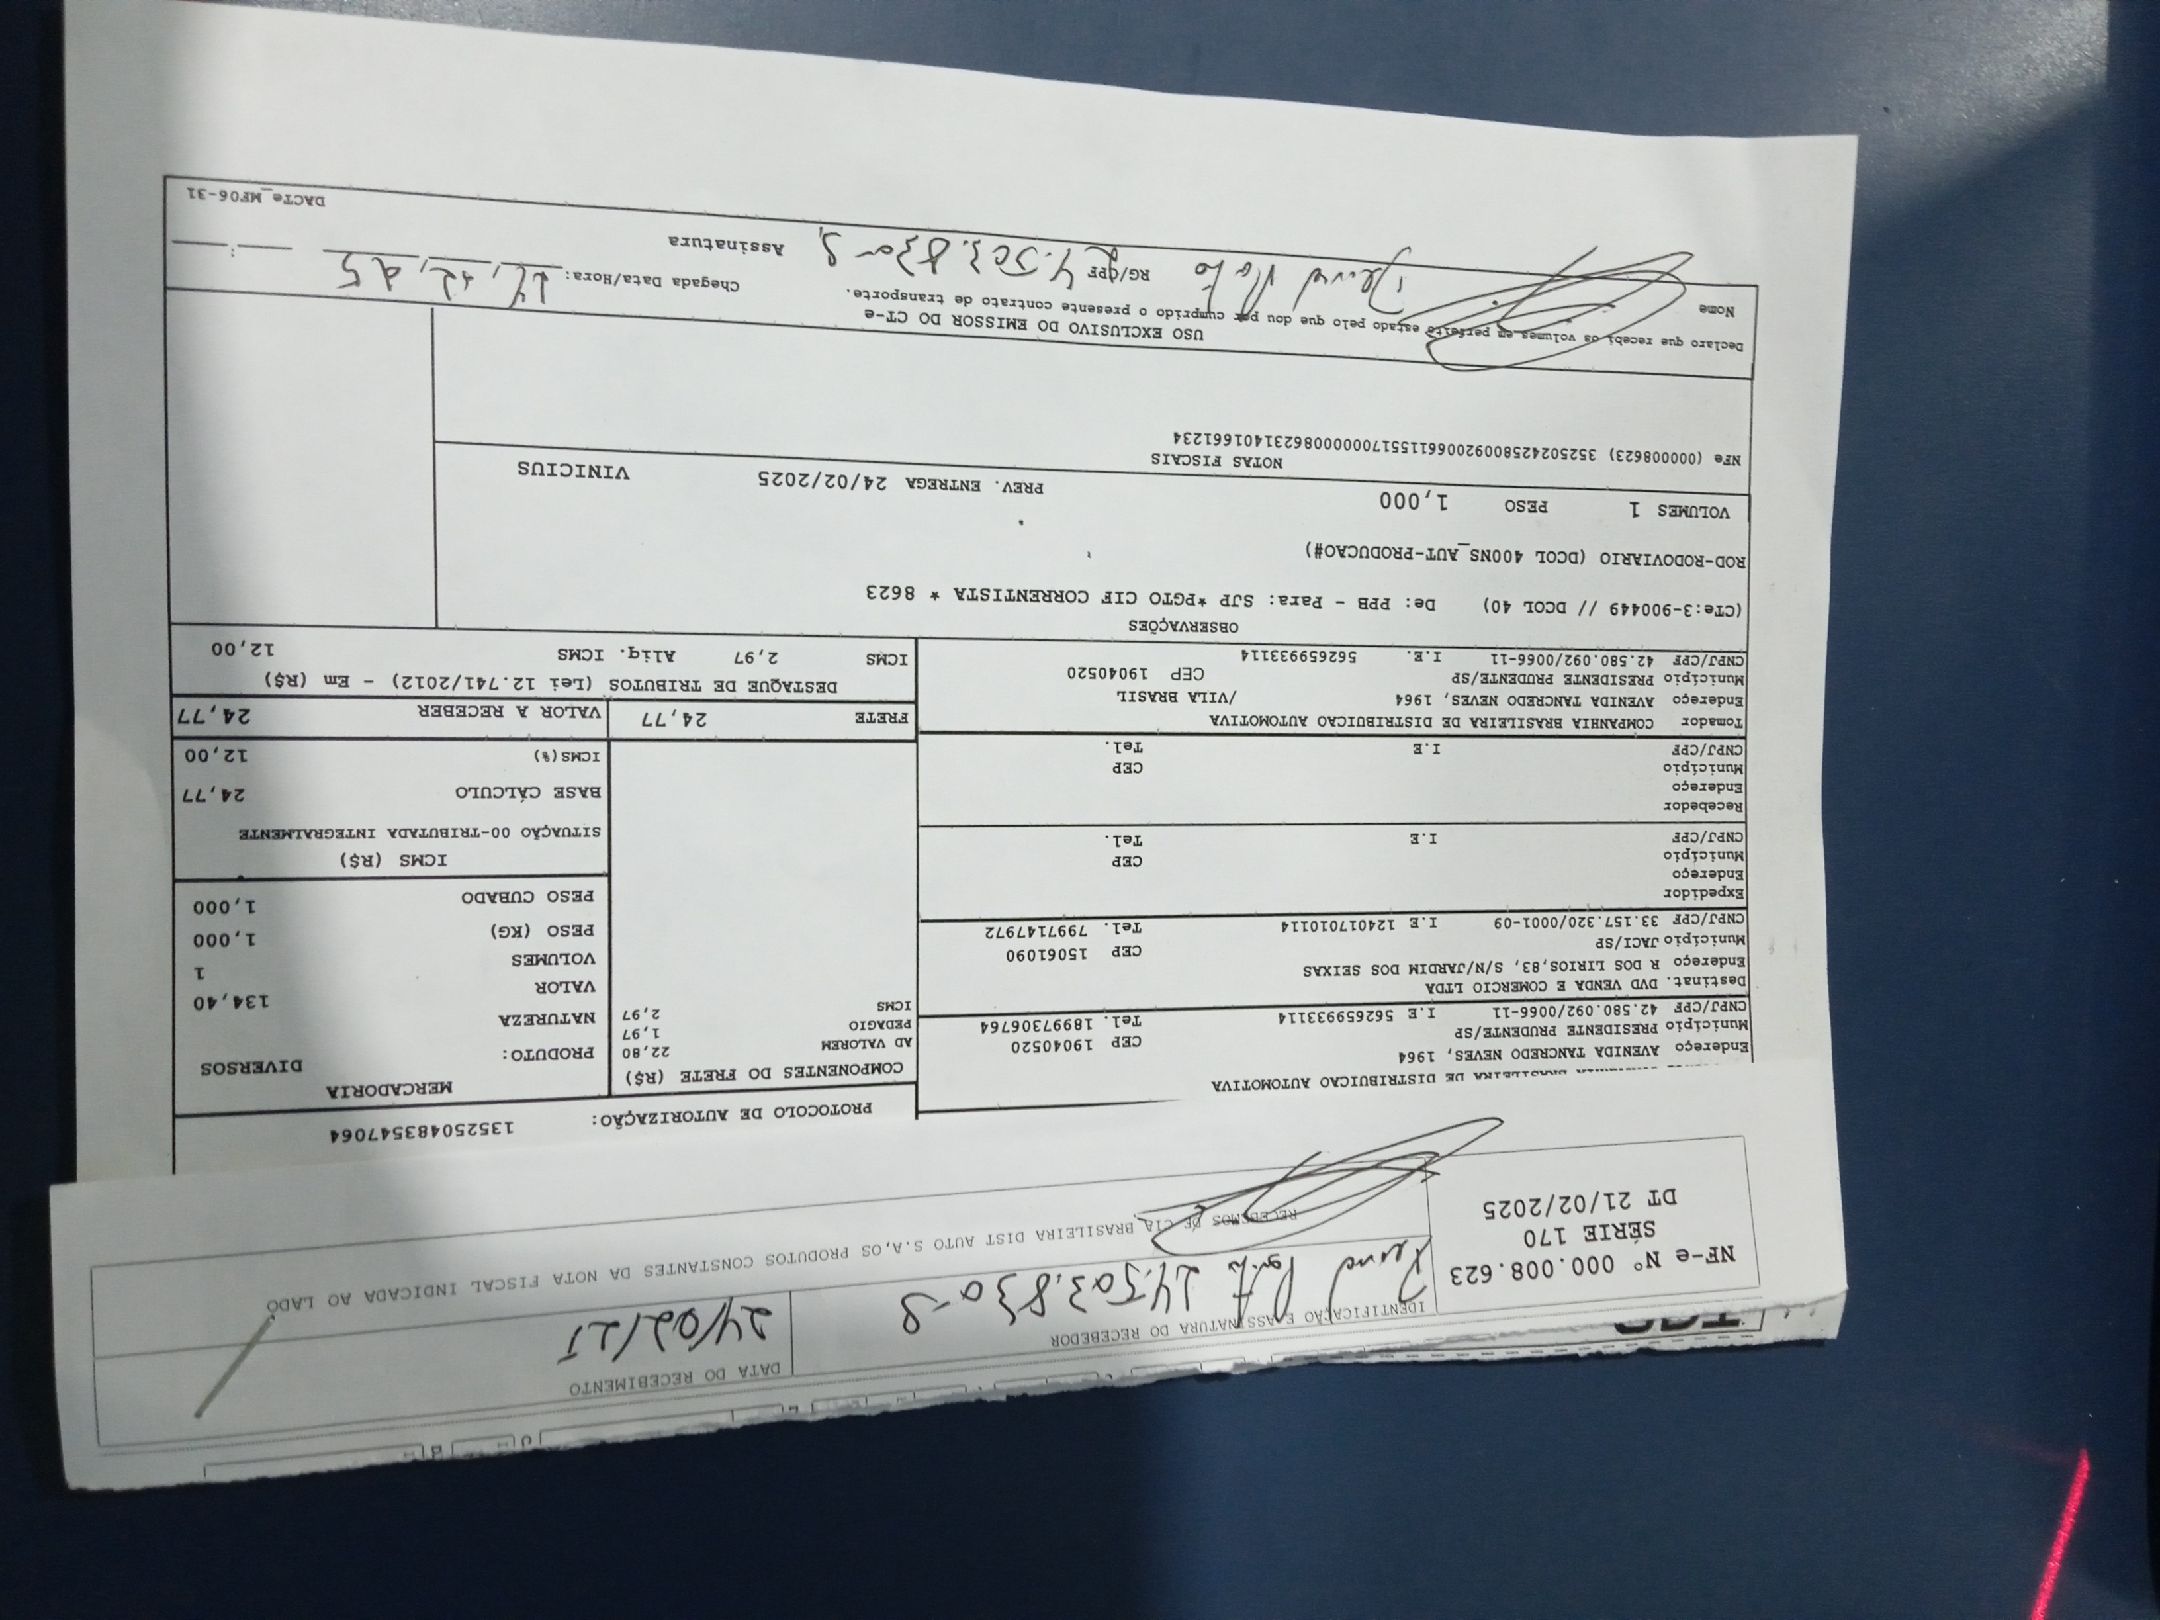 NF-e Nº 000.008.623
SÉRIE 170
DT 21/02/2025
IDENTIFICAÇÃO E ASSINATURA DO RECEBEDOR
24.503.830-9
DATA DO RECEBIMENTO
24/02/25
RECEBEMOS DE CIA BRASILEIRA DIST AUTO S.A,OS PRODUTOS CONSTANTES DA NOTA FISCAL INDICADA AO LADO
PROTOCOLO DE AUTORIZAÇÃO: 135250483547064
BRASILEIRA DE DISTRIBUICAO AUTOMOTIVA
Endereço AVENIDA TANCREDO NEVES, 1964
Município PRESIDENTE PRUDENTE/SP CEP 19040520
CNPJ/CPF 42.580.092/0066-11 I.E 562659933114 Tel. 18997306764
Destinat. DVD VENDA E COMERCIO LTDA
Endereço R DOS LIRIOS,83, S/N/JARDIM DOS SEIXAS
Município JACI/SP CEP 15061090
CNPJ/CPF 33.157.320/0001-09 I.E 124017010114 Tel. 7997147972
Expedidor
Endereço
Município CEP
CNPJ/CPF I.E Tel.
Recebedor
Endereço
Município CEP
CNPJ/CPF I.E Tel.
Tomador COMPANHIA BRASILEIRA DE DISTRIBUICAO AUTOMOTIVA
Endereço AVENIDA TANCREDO NEVES, 1964 /VILA BRASIL
Município PRESIDENTE PRUDENTE/SP CEP 19040520
CNPJ/CPF 42.580.092/0066-11 I.E. 562659933114
COMPONENTES DO FRETE (R$)
AD VALOREM 22,80
PEDAGIO 1,97
ICMS 2,97
FRETE 24,77
MERCADORIA
PRODUTO: DIVERSOS
NATUREZA
VALOR 134,40
VOLUMES 1
PESO (KG) 1,000
PESO CUBADO 1,000
ICMS (R$)
SITUAÇÃO 00-TRIBUTADA INTEGRALMENTE
BASE CÁLCULO 24,77
ICMS(%) 12,00
VALOR A RECEBER 24,77
DESTAQUE DE TRIBUTOS (Lei 12.741/2012) - Em (R$)
ICMS 2,97 Aliq. ICMS 12,00
OBSERVAÇÕES
(CTe:3-900449 // DCOL 40) De: PPB - Para: SJP *PGTO CIF CORRENTISTA * 8623
ROD-RODOVIARIO (DCOL 400NS_AUT-PRODUCAO#)
VOLUMES 1 PESO 1,000 PREV. ENTREGA 24/02/2025 VINICIUS
NOTAS FISCAIS
NFe (000008623) 35250242580092006611551700000086231401661234
USO EXCLUSIVO DO EMISSOR DO CT-e
Declaro que recebi os volumes em perfeito estado pelo que dou por cumprido o presente contrato de transporte.
Nome RG/CPF 24.503.830-9 Assinatura Chegada Data/Hora:
DACTe_MF06-31